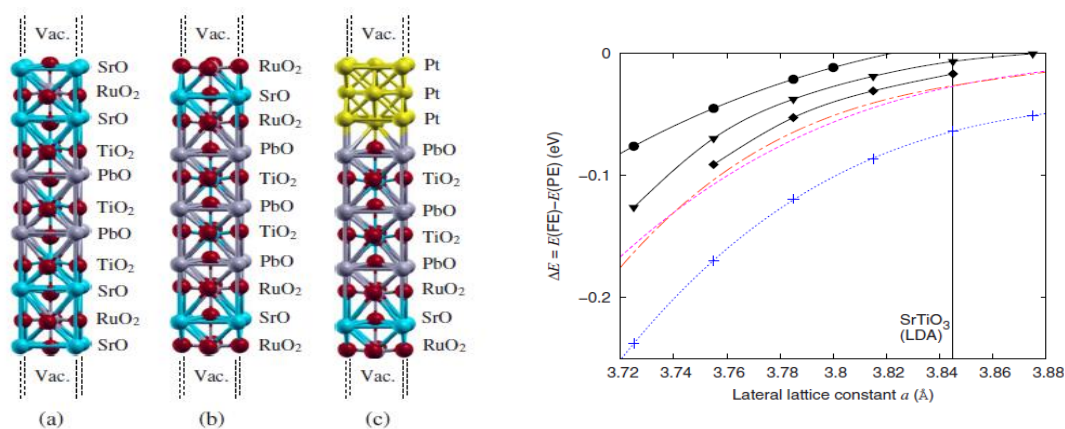 Vac.
SrO
RuO₂
SrO
TiO₂
PbO
TiO₂
PbO
TiO₂
SrO
RuO₂
SrO
Vac.
(a)
Vac.
RuO₂
SrO
RuO₂
PbO
TiO₂
PbO
TiO₂
PbO
RuO₂
SrO
RuO₂
Vac.
(b)
Vac.
Pt
Pt
Pt
PbO
TiO₂
PbO
TiO₂
PbO
RuO₂
SrO
RuO₂
Vac.
(c)
ΔE = E(FE)−E(PE) (eV)
0
−0.1
−0.2
SrTiO₃
(LDA)
3.72 3.74 3.76 3.78 3.8 3.82 3.84 3.86 3.88
Lateral lattice constant a (Å)